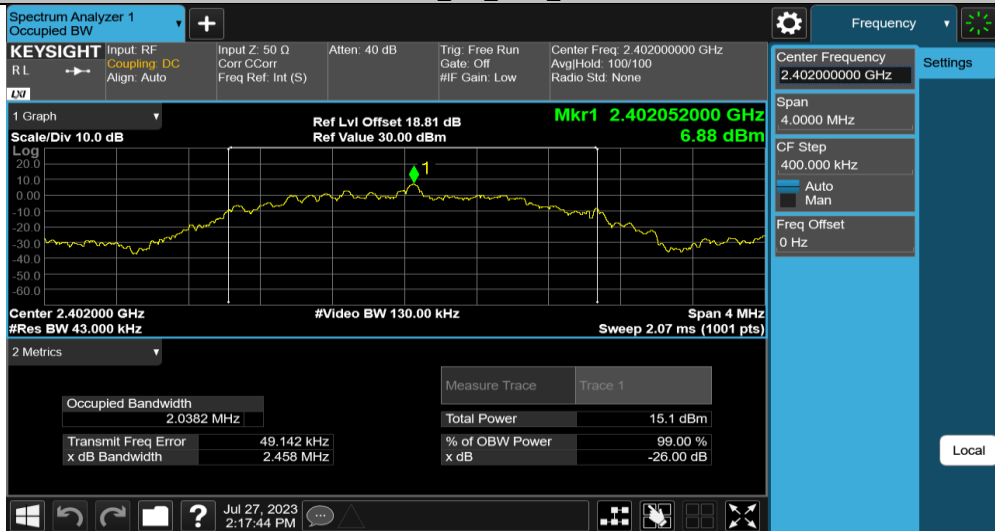 Spectrum Analyzer 1
Occupied BW
+
Frequency
KEYSIGHT
R L
LXI
Input: RF
Coupling: DC
Align: Auto
Input Z: 50 Ω
Corr CCorr
Freq Ref: Int (S)
Atten: 40 dB
Trig: Free Run
Gate: Off
#IF Gain: Low
Center Freq: 2.402000000 GHz
Avg|Hold: 100/100
Radio Std: None
1 Graph
Scale/Div 10.0 dB
Ref Lvl Offset 18.81 dB
Ref Value 30.00 dBm
Mkr1 2.402052000 GHz
6.88 dBm
Log
20.0
10.0
0.00
-10.0
-20.0
-30.0
-40.0
-50.0
-60.0
1
Center 2.402000 GHz
#Video BW 130.00 kHz
Span 4 MHz
#Res BW 43.000 kHz
Sweep 2.07 ms (1001 pts)
2 Metrics
Measure Trace Trace 1
Occupied Bandwidth
2.0382 MHz
Total Power 15.1 dBm
Transmit Freq Error 49.142 kHz
% of OBW Power 99.00 %
x dB Bandwidth 2.458 MHz
x dB -26.00 dB
Center Frequency
2.402000000 GHz
Settings
Span
4.0000 MHz
CF Step
400.000 kHz
Auto
Man
Freq Offset
0 Hz
Local
?
Jul 27, 2023
2:17:44 PM